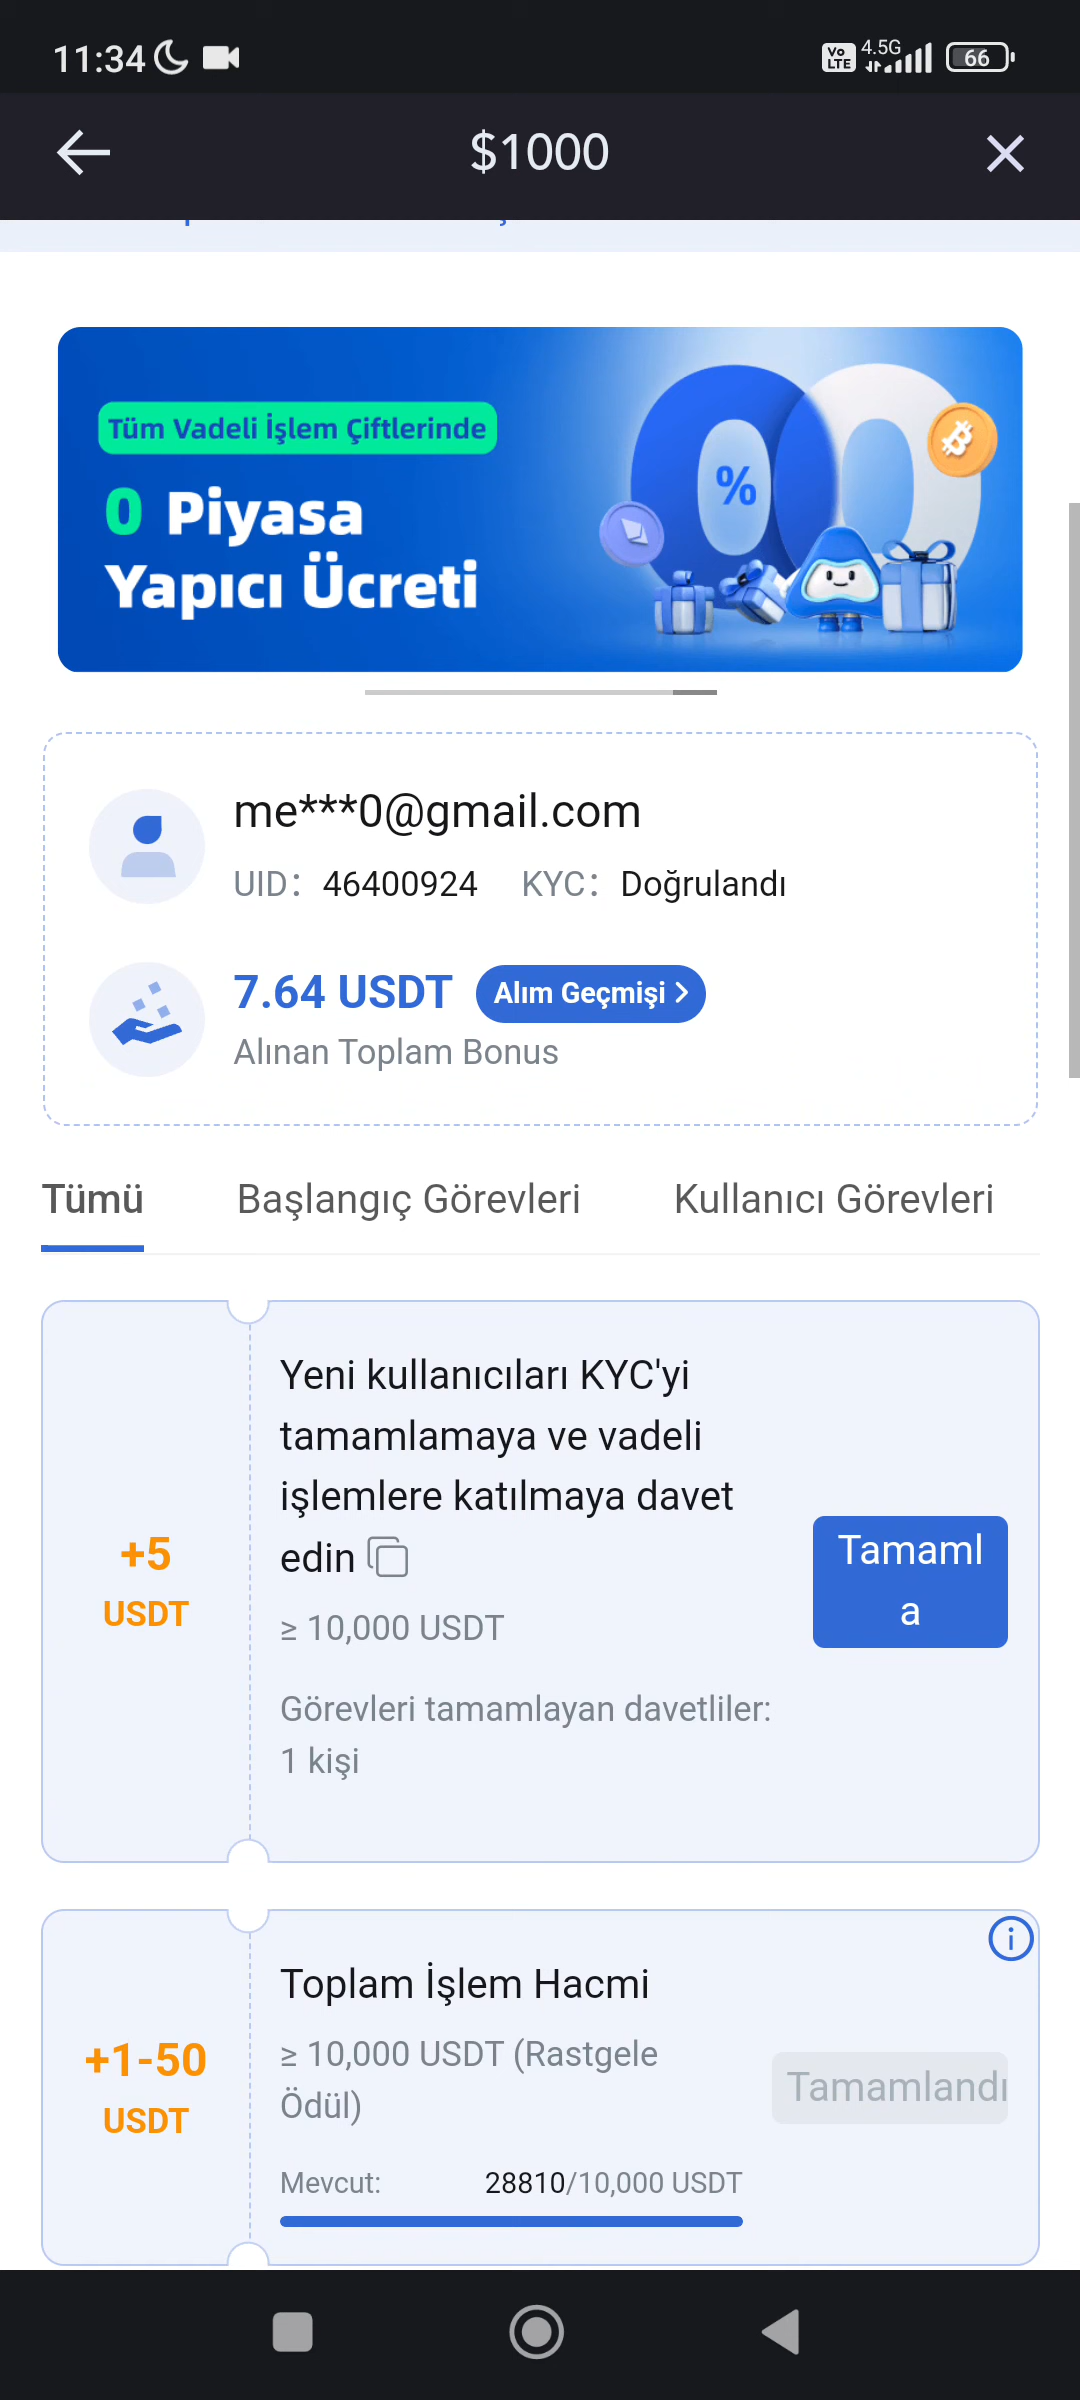 11:34
Vo LTE 4.5G 66
$1000
Tüm Vadeli İşlem Çiftlerinde
0 Piyasa
Yapıcı Ücreti
%
me***0@gmail.com
UID: 46400924 KYC: Doğrulandı
7.64 USDT Alım Geçmişi >
Alınan Toplam Bonus
Tümü Başlangıç Görevleri Kullanıcı Görevleri
Yeni kullanıcıları KYC'yi
tamamlamaya ve vadeli
işlemlere katılmaya davet
edin
≥ 10,000 USDT
Görevleri tamamlayan davetliler:
1 kişi
+5
USDT
Tamaml
a
Toplam İşlem Hacmi
≥ 10,000 USDT (Rastgele
Ödül)
Mevcut: 28810/10,000 USDT
+1-50
USDT
Tamamlandı